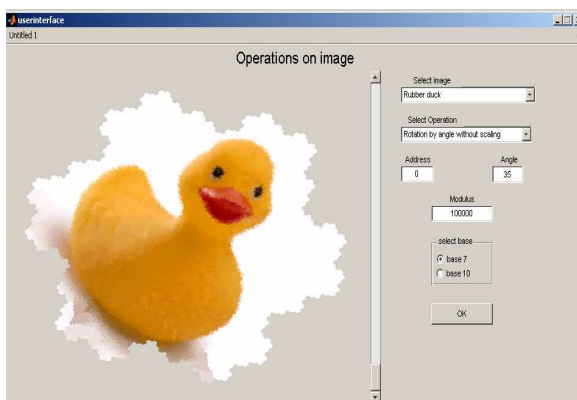 userinterface
Untitled 1
Operations on image
Select Image
Rubber duck
Select Operation
Rotation by angle without scaling
Address Angle
0 35
Modulus
100000
select base
base 7
base 10
OK